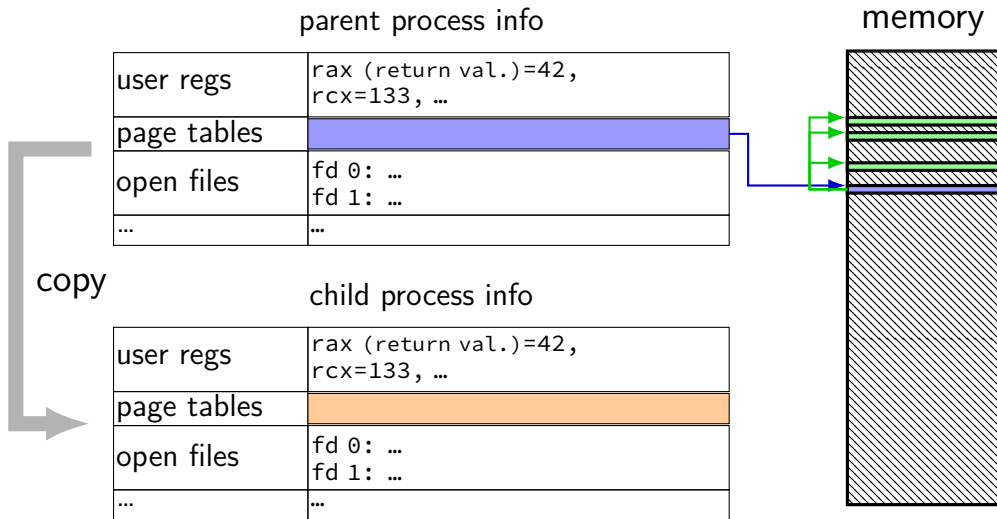 parent process info
memory
user regs
rax (return val.)=42,
rcx=133, …
page tables
open files
fd 0: …
fd 1: …
…
…
copy
child process info
user regs
rax (return val.)=42,
rcx=133, …
page tables
open files
fd 0: …
fd 1: …
…
…